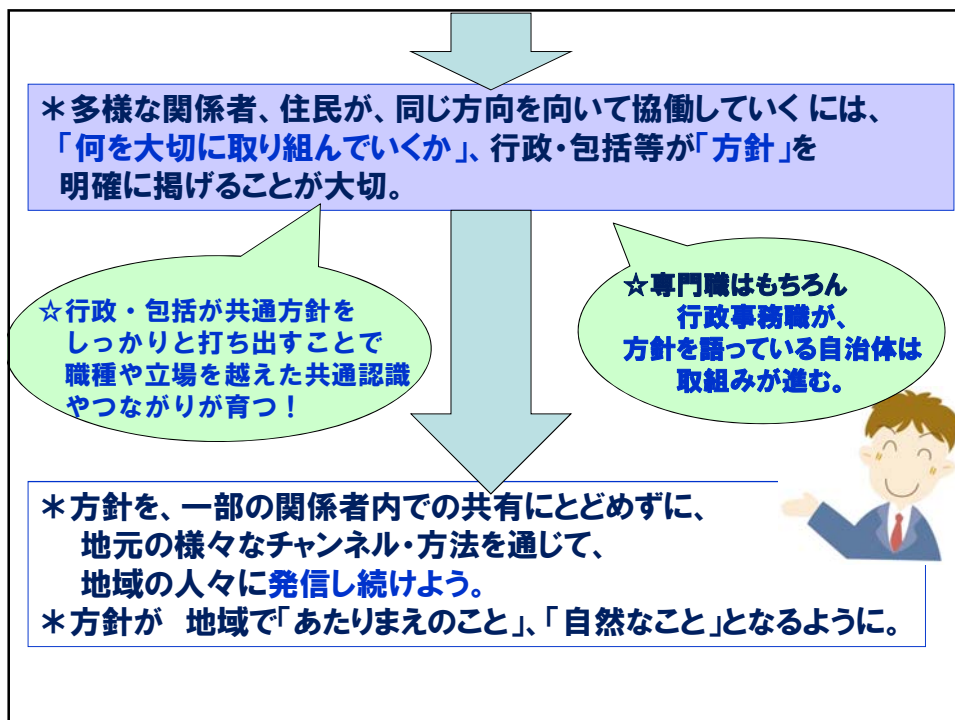 ＊多様な関係者、住民が、同じ方向を向いて協働していくには、
「何を大切に取り組んでいくか」、行政・包括等が「方針」を
明確に掲げることが大切。
☆行政・包括が共通方針を
しっかりと打ち出すことで
職種や立場を越えた共通認識
やつながりが育つ！
☆専門職はもちろん
行政事務職が、
方針を語っている自治体は
取組みが進む。
＊方針を、一部の関係者内での共有にとどめずに、
地元の様々なチャンネル・方法を通じて、
地域の人々に発信し続けよう。
＊方針が　地域で「あたりまえのこと」、「自然なこと」となるように。